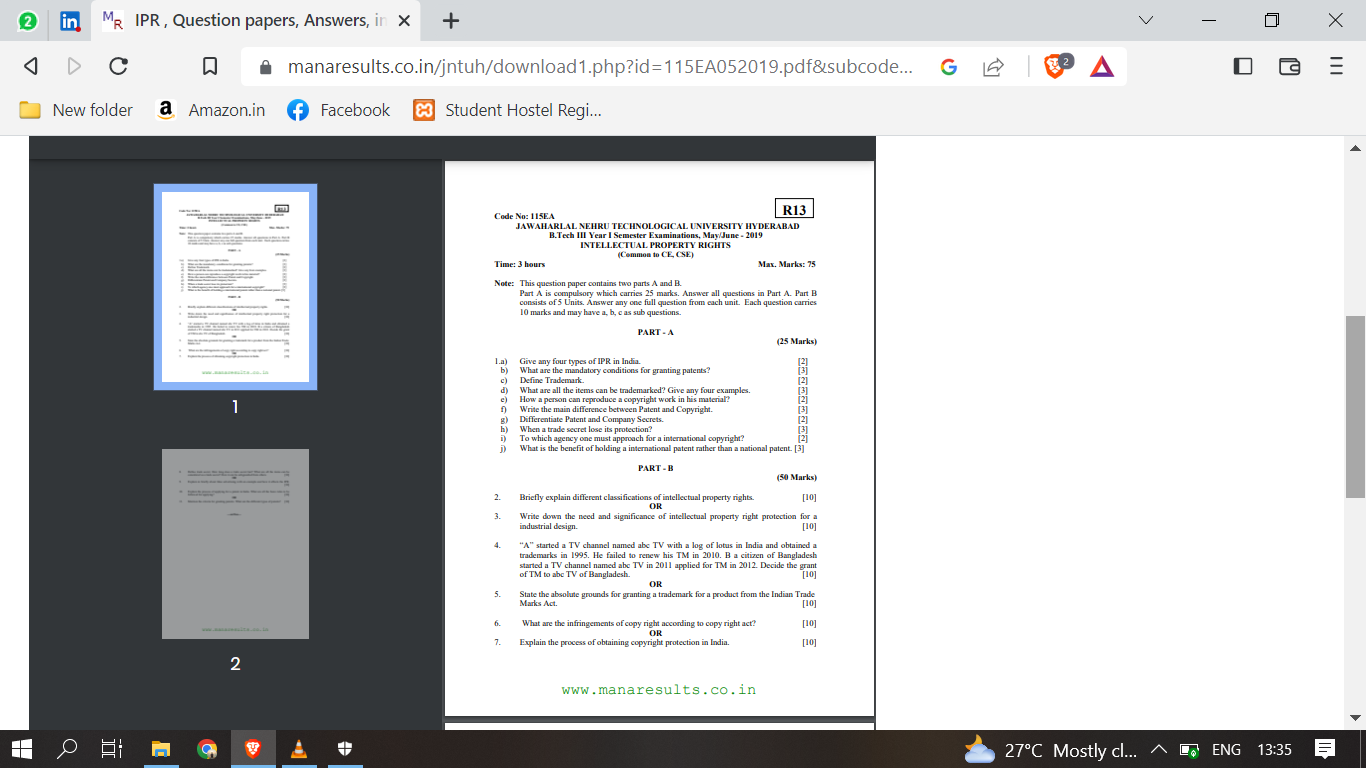 2
in
M
R
IPR , Question papers, Answers, in
manaresults.co.in/jntuh/download1.php?id=115EA052019.pdf&subcode...
2
New folder
Amazon.in
Facebook
Student Hostel Regi...
R13
Code No: 115EA
JAWAHARLAL NEHRU TECHNOLOGICAL UNIVERSITY HYDERABAD
B.Tech III Year I Semester Examinations, May/June - 2019
INTELLECTUAL PROPERTY RIGHTS
(Common to CE, CSE)
Time: 3 hours Max. Marks: 75
Note: This question paper contains two parts A and B.
Part A is compulsory which carries 25 marks. Answer all questions in Part A. Part B
consists of 5 Units. Answer any one full question from each unit. Each question carries
10 marks and may have a, b, c as sub questions.
PART - A
(25 Marks)
1.a) Give any four types of IPR in India. [2]
b) What are the mandatory conditions for granting patents? [3]
c) Define Trademark. [2]
d) What are all the items can be trademarked? Give any four examples. [3]
e) How a person can reproduce a copyright work in his material? [2]
f) Write the main difference between Patent and Copyright. [3]
g) Differentiate Patent and Company Secrets. [2]
h) When a trade secret lose its protection? [3]
i) To which agency one must approach for a international copyright? [2]
j) What is the benefit of holding a international patent rather than a national patent. [3]
PART - B
(50 Marks)
2. Briefly explain different classifications of intellectual property rights. [10]
OR
3. Write down the need and significance of intellectual property right protection for a
industrial design. [10]
4. “A” started a TV channel named abc TV with a log of lotus in India and obtained a
trademarks in 1995. He failed to renew his TM in 2010. B a citizen of Bangladesh
started a TV channel named abc TV in 2011 applied for TM in 2012. Decide the grant
of TM to abc TV of Bangladesh. [10]
OR
5. State the absolute grounds for granting a trademark for a product from the Indian Trade
Marks Act. [10]
6. What are the infringements of copy right according to copy right act? [10]
OR
7. Explain the process of obtaining copyright protection in India. [10]
www.manaresults.co.in
1
2
27°C Mostly cl...
ENG
13:35